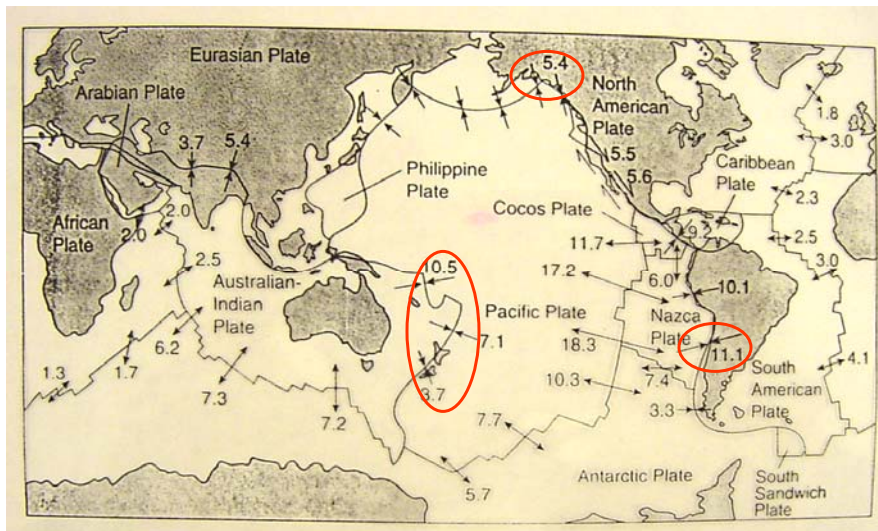 Eurasian Plate
5.4
North
American
Plate
Arabian Plate
1.8
3.7
5.4
3.0
5.5
5.6
Caribbean
Plate
Philippine
Plate
African
Plate
2.0
2.0
Cocos Plate
2.3
11.7
2.5
2.5
Australian-
Indian Plate
10.5
17.2
6.0
3.0
10.1
Pacific Plate
Nazca
Plate
6.2
7.1
18.3
11.1
South
American
Plate
1.3
1.7
7.3
3.7
10.3
7.4
4.1
7.2
7.7
3.3
5.7
Antarctic Plate
South
Sandwich
Plate